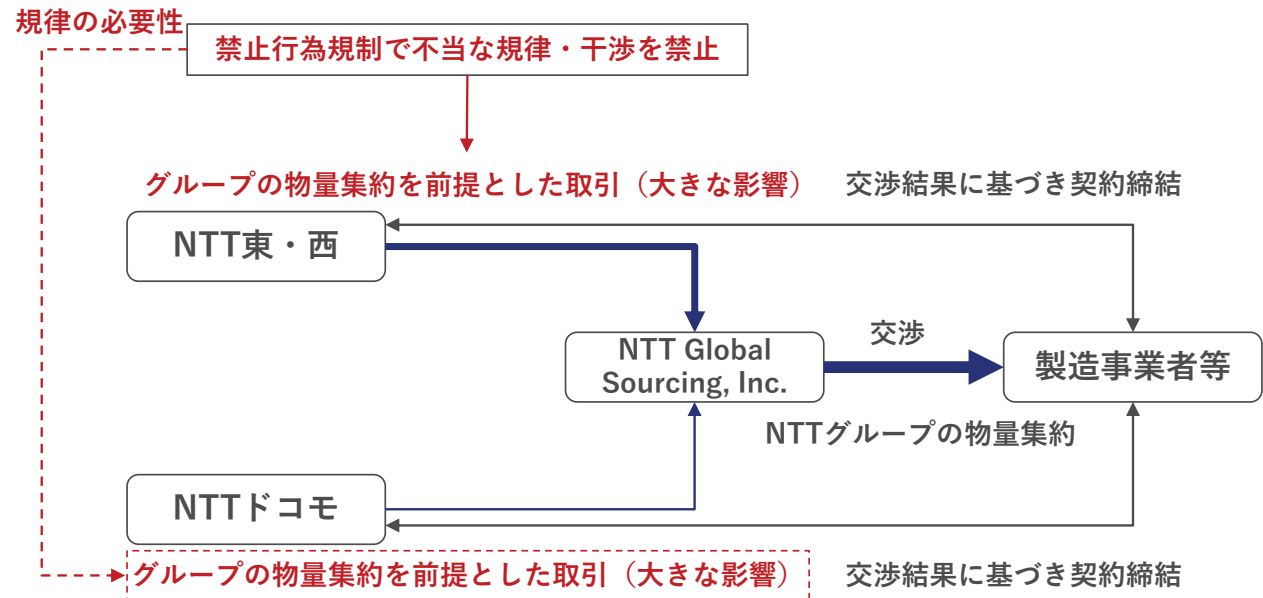 規律の必要性
禁止行為規制で不当な規律・干渉を禁止
グループの物量集約を前提とした取引（大きな影響）
交渉結果に基づき契約締結
NTT東・西
NTT Global
Sourcing, Inc.
交渉
製造事業者等
NTTグループの物量集約
NTTドコモ
グループの物量集約を前提とした取引（大きな影響）
交渉結果に基づき契約締結